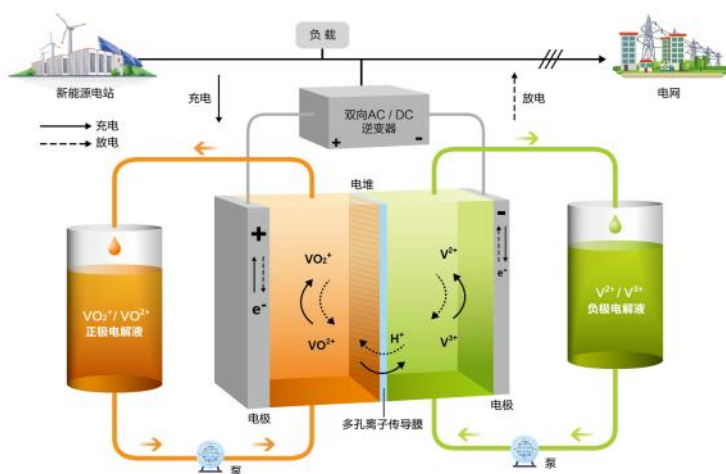 负 载
新能源电站
充电
放电
电网
充电
放电
双向AC / DC
逆变器
+
-
电堆
+
-
e⁻
e⁻
VO₂⁺
VO²⁺
V²⁺
V³⁺
H⁺
VO₂⁺/ VO²⁺
正极电解液
V²⁺/ V³⁺
负极电解液
电极
多孔离子传导膜
电极
泵
泵